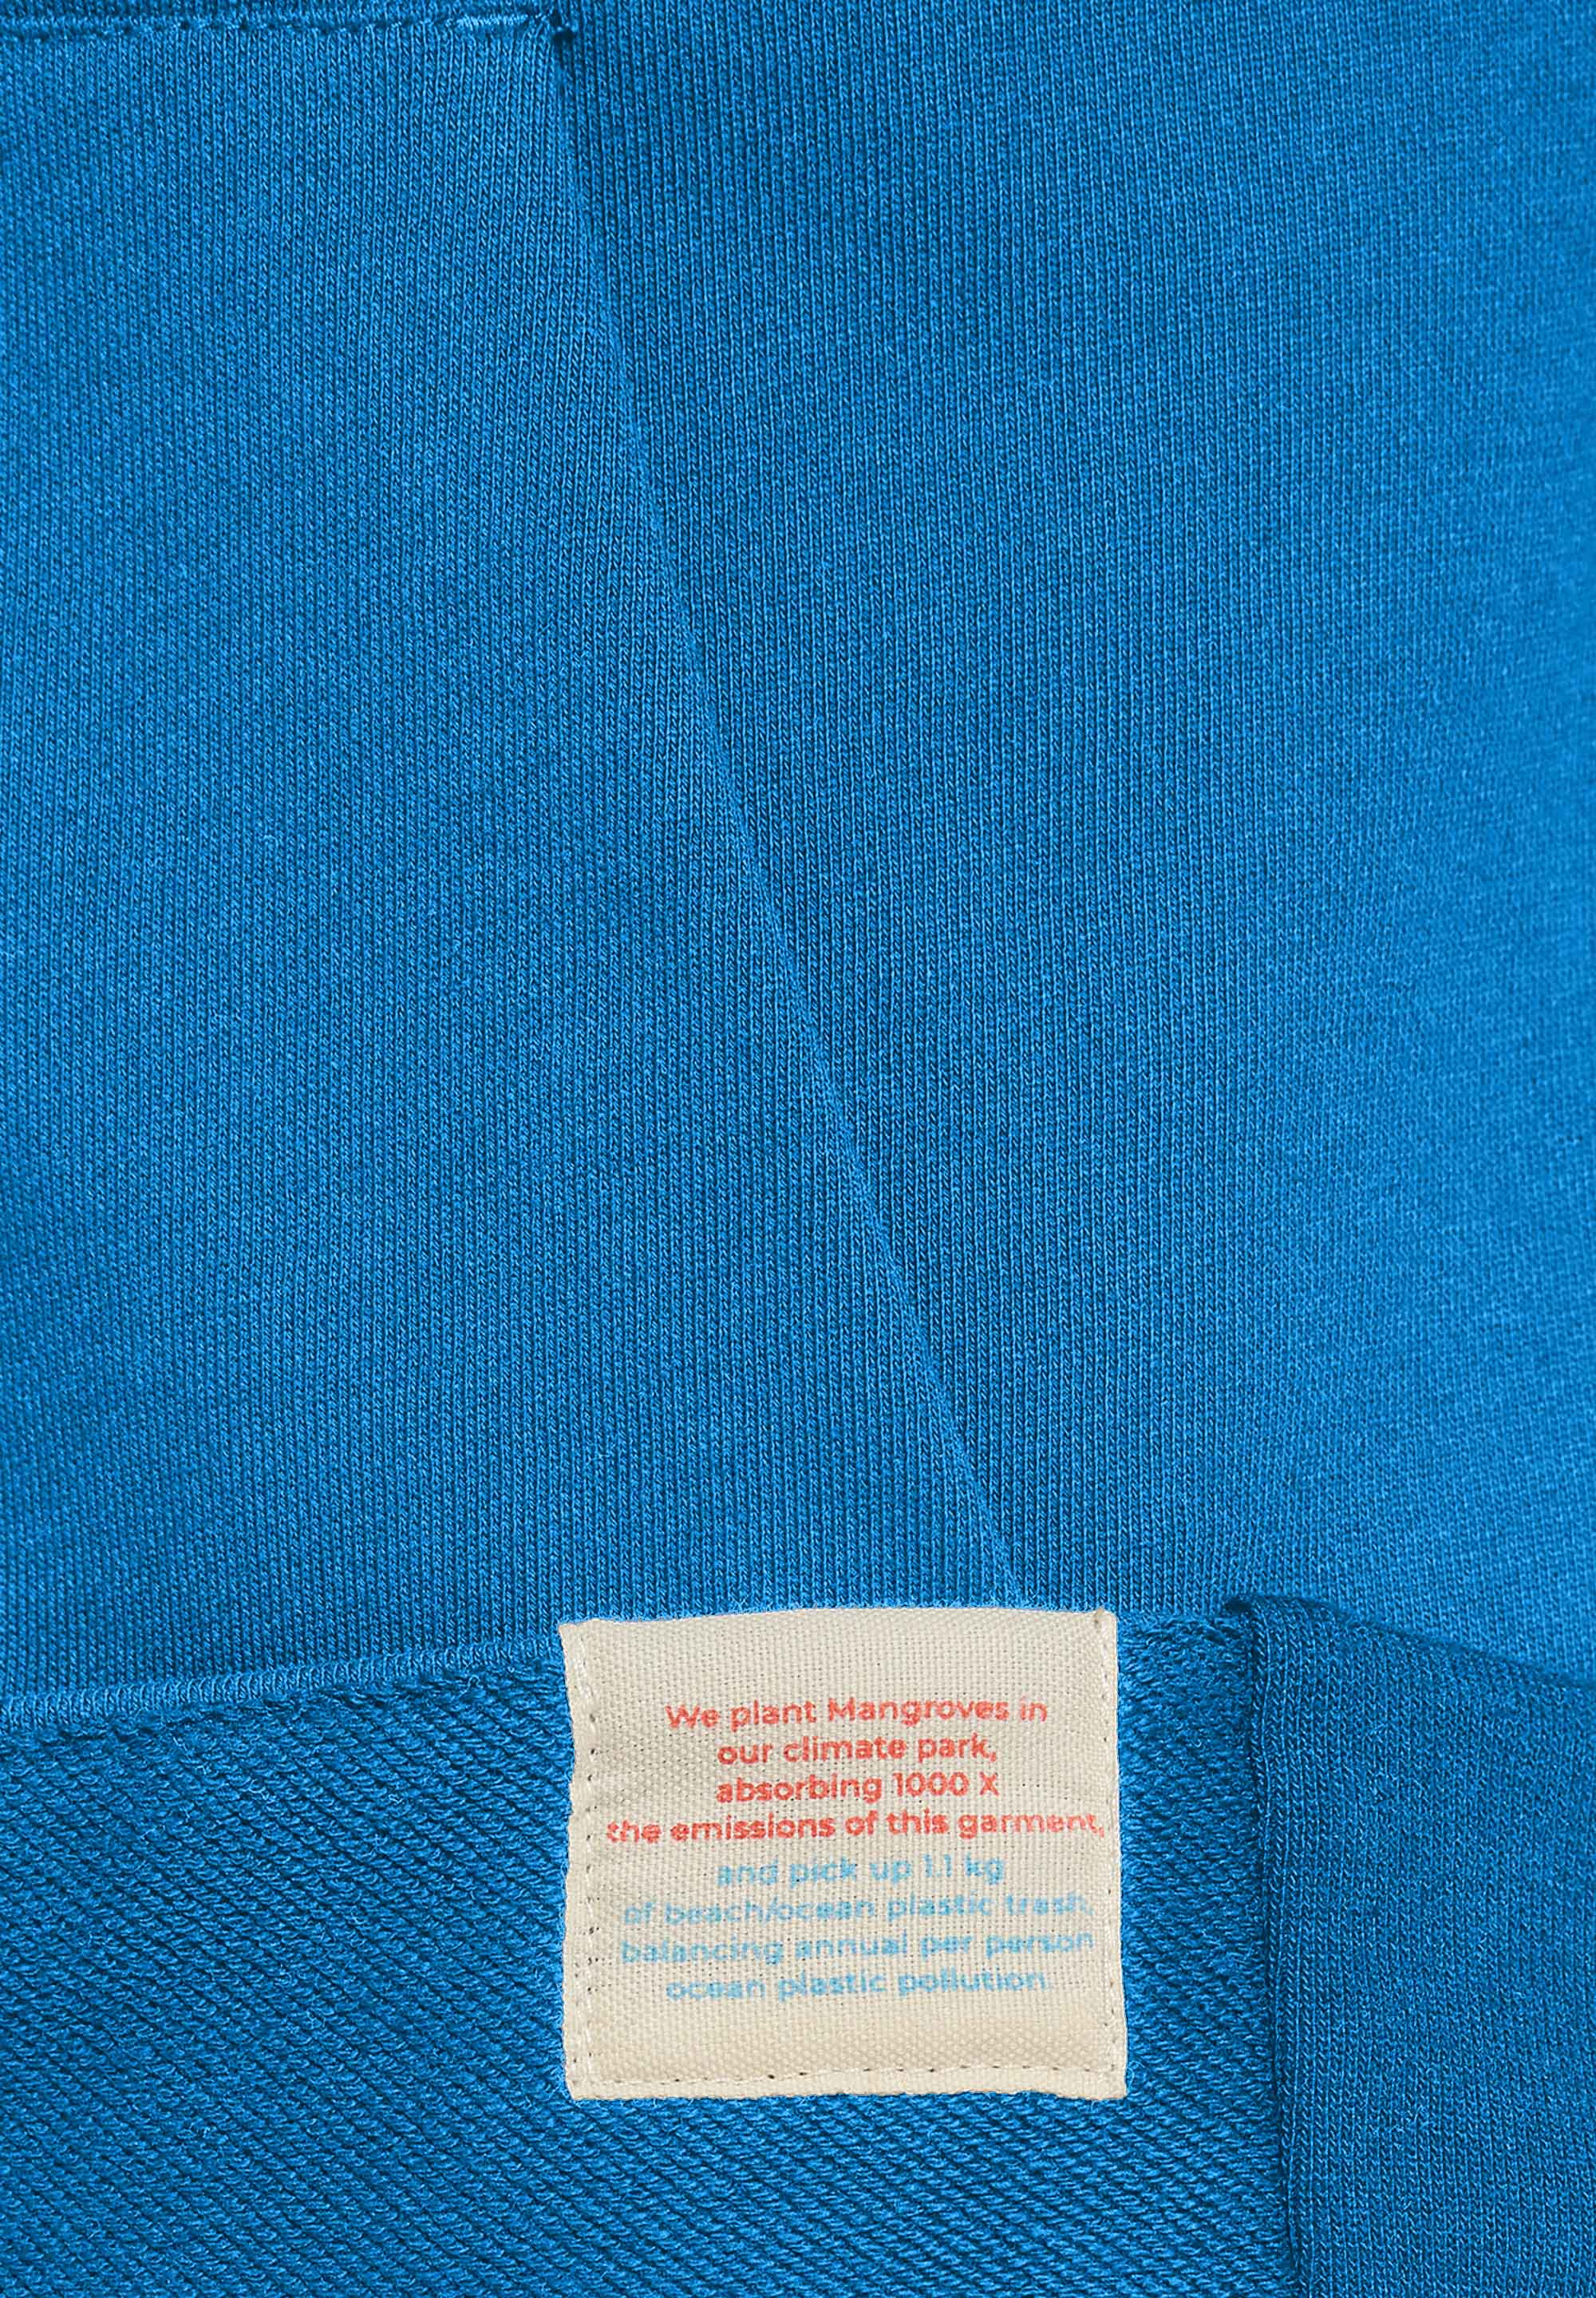 We plant Mangroves in
our climate park,
absorbing 1000 X
the emissions of this garment,
and pick up 1.1 kg
of beach/ocean plastic trash,
balancing annual per person
ocean plastic pollution.